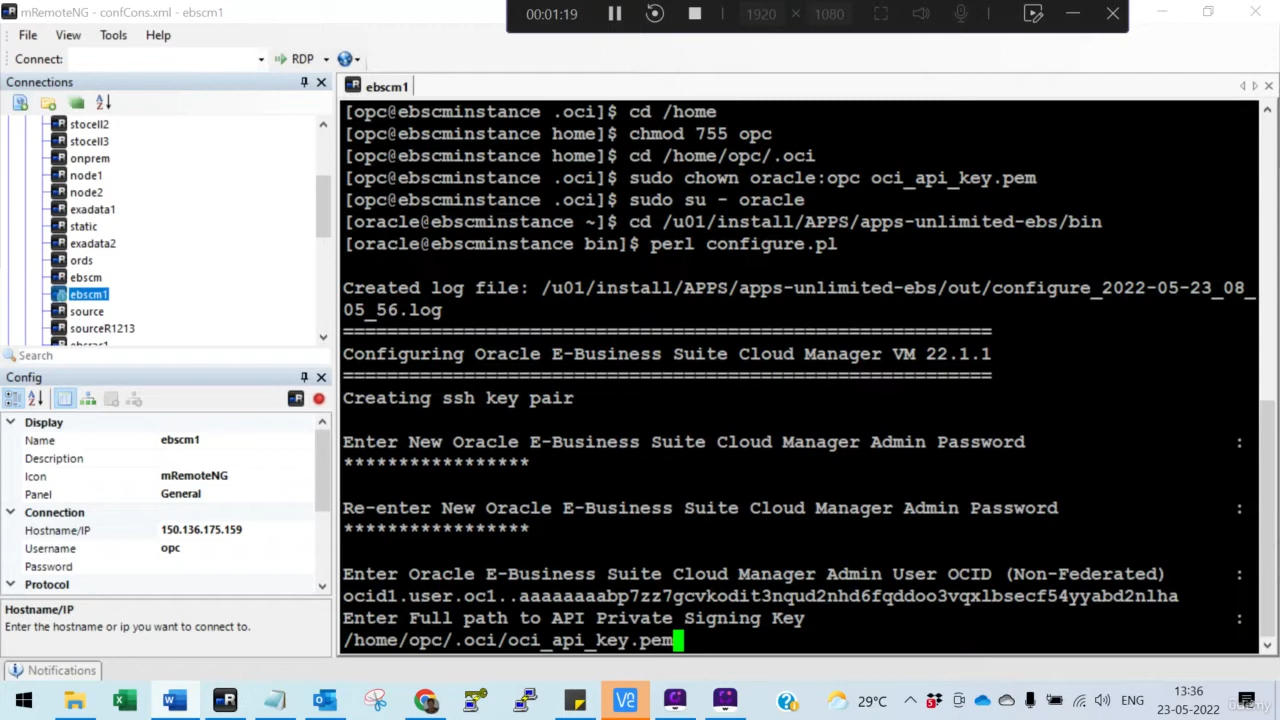 mRemoteNG - confCons.xml - ebscm1
00:01:19
1920 × 1080
File View Tools Help
Connect: RDP
Connections
ebscm1
stocell2
stocell3
onprem
node1
node2
exadata1
static
exadata2
ords
ebscm
ebscm1
source
sourceR1213
ebsrac1
Search
Config
Display
Name ebscm1
Description
Icon mRemoteNG
Panel General
Connection
Hostname/IP 150.136.175.159
Username opc
Password
Protocol
Hostname/IP
Enter the hostname or ip you want to connect to.
Notifications
[opc@ebscminstance .oci]$ cd /home
[opc@ebscminstance home]$ chmod 755 opc
[opc@ebscminstance home]$ cd /home/opc/.oci
[opc@ebscminstance .oci]$ sudo chown oracle:opc oci_api_key.pem
[opc@ebscminstance .oci]$ sudo su - oracle
[oracle@ebscminstance ~]$ cd /u01/install/APPS/apps-unlimited-ebs/bin
[oracle@ebscminstance bin]$ perl configure.pl
Created log file: /u01/install/APPS/apps-unlimited-ebs/out/configure_2022-05-23_08_
05_56.log
===========================================================
Configuring Oracle E-Business Suite Cloud Manager VM 22.1.1
===========================================================
Creating ssh key pair
Enter New Oracle E-Business Suite Cloud Manager Admin Password :
*****************
Re-enter New Oracle E-Business Suite Cloud Manager Admin Password :
*****************
Enter Oracle E-Business Suite Cloud Manager Admin User OCID (Non-Federated) :
ocid1.user.oc1..aaaaaaaabp7zz7gcvkodit3nqud2nhd6fqddoo3vqxlbsecf54yyabd2nlha
Enter Full path to API Private Signing Key :
/home/opc/.oci/oci_api_key.pem
29°C
ENG
13:36
23-05-2022
Udemy